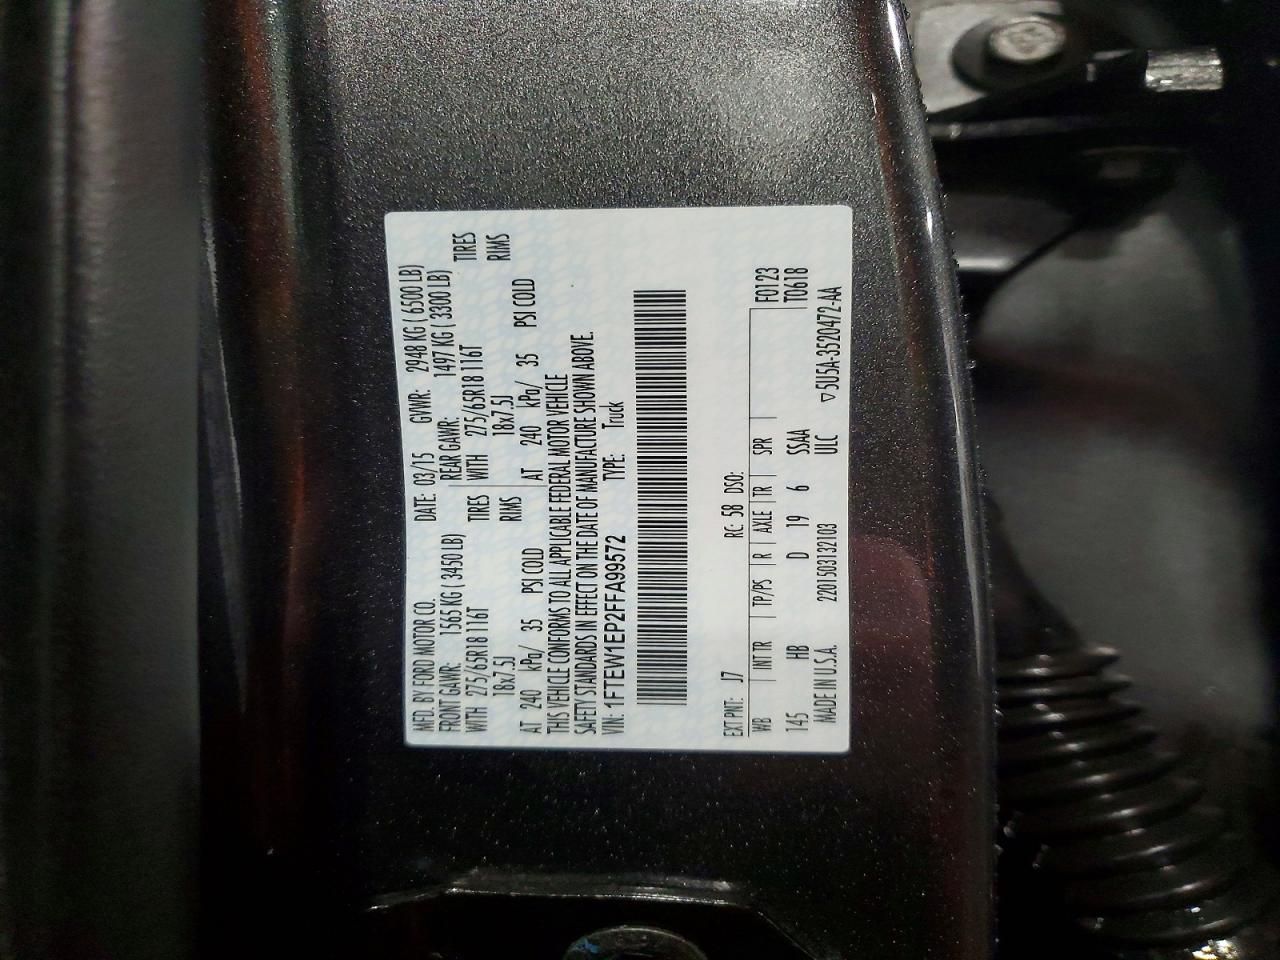 MFD. BY FORD MOTOR CO. DATE: 03/15 GVWR: 2948 KG ( 6500 LB)
FRONT GAWR: 1565 KG ( 3450 LB) REAR GAWR: 1497 KG ( 3300 LB)
WITH 275/65R18 116T TIRES WITH 275/65R18 116T TIRES
18x7.5J RIMS 18x7.5J RIMS
AT 240 kPa/ 35 PSI COLD AT 240 kPa/ 35 PSI COLD
THIS VEHICLE CONFORMS TO ALL APPLICABLE FEDERAL MOTOR VEHICLE
SAFETY STANDARDS IN EFFECT ON THE DATE OF MANUFACTURE SHOWN ABOVE.
VIN: 1FTEW1EP2FFA99572 TYPE: Truck
EXT PNT: J7 RC: 58 DSO:
WB INT TR TP/PS R AXLE TR SPR F0123
145 HB D 19 6 SSAA T0618
MADE IN U.S.A. 2201503132103 ULC ▽5U5A-3520472-AA